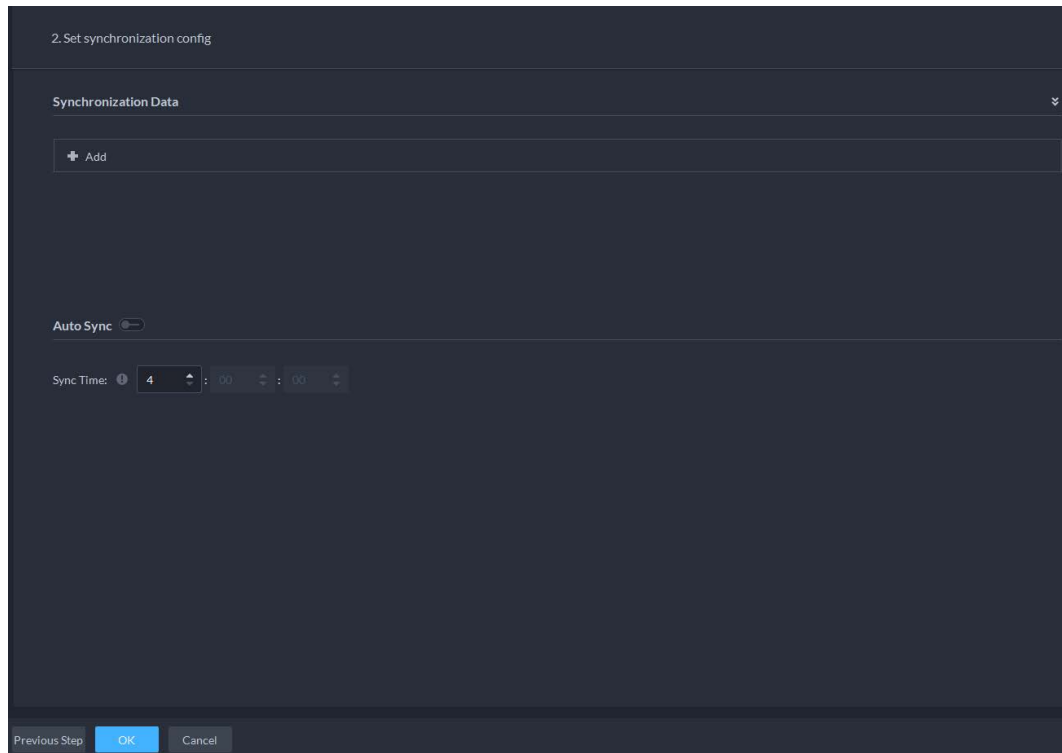 2. Set synchronization config
Synchronization Data
Add
Auto Sync
Sync Time: 4 : 00 : 00
Previous Step OK Cancel